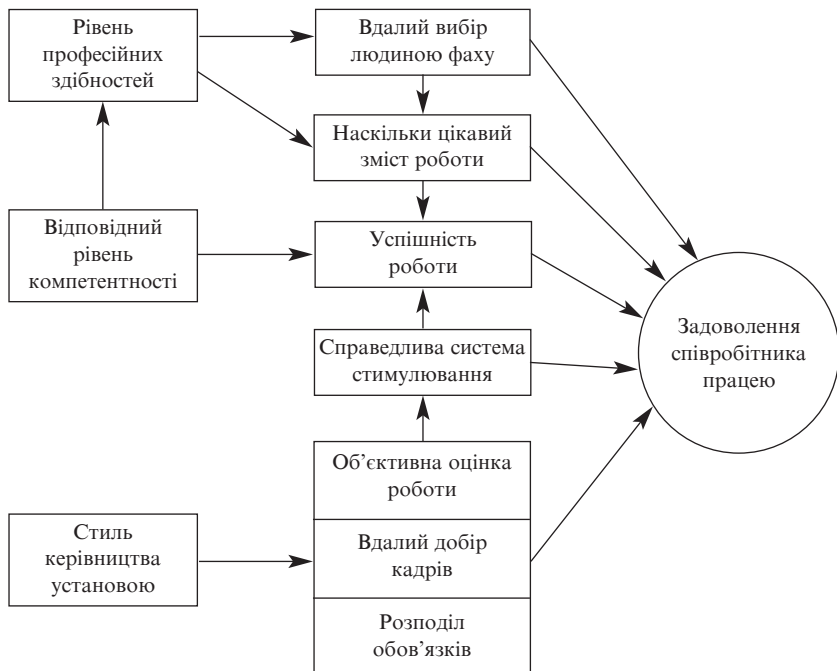 Рівень
професійних
здібностей
Вдалий вибір
людиною фаху
Наскільки цікавий
зміст роботи
Відповідний
рівень
компетентності
Успішність
роботи
Задоволення
співробітника
працею
Справедлива система
стимулювання
Об’єктивна оцінка
роботи
Стиль
керівництва
установою
Вдалий добір
кадрів
Розподіл
обов’язків